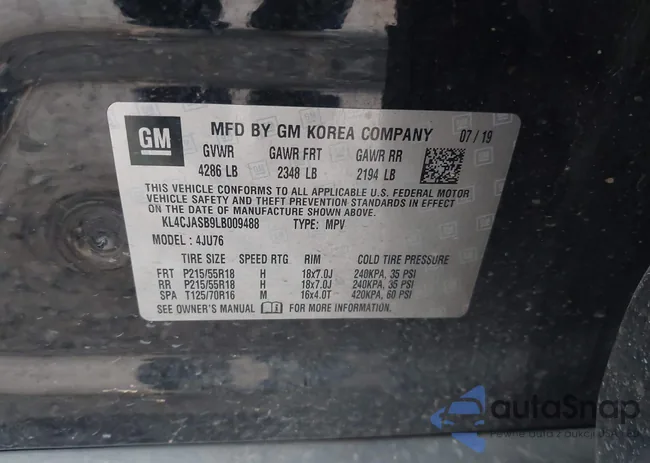 GM
MFD BY GM KOREA COMPANY 07/19
GVWR GAWR FRT GAWR RR
4286 LB 2348 LB 2194 LB
THIS VEHICLE CONFORMS TO ALL APPLICABLE U.S. FEDERAL MOTOR
VEHICLE SAFETY AND THEFT PREVENTION STANDARDS IN EFFECT
ON THE DATE OF MANUFACTURE SHOWN ABOVE.
KL4CJASB9LB009488 TYPE: MPV
MODEL: 4JU76
TIRE SIZE SPEED RTG RIM COLD TIRE PRESSURE
FRT P215/55R18 H 18x7.0J 240KPA, 35 PSI
RR P215/55R18 H 18x7.0J 240KPA, 35 PSI
SPA T125/70R16 M 16x4.0T 420KPA, 60 PSI
SEE OWNER'S MANUAL FOR MORE INFORMATION.
autoSnap
Pewne auta z aukcji